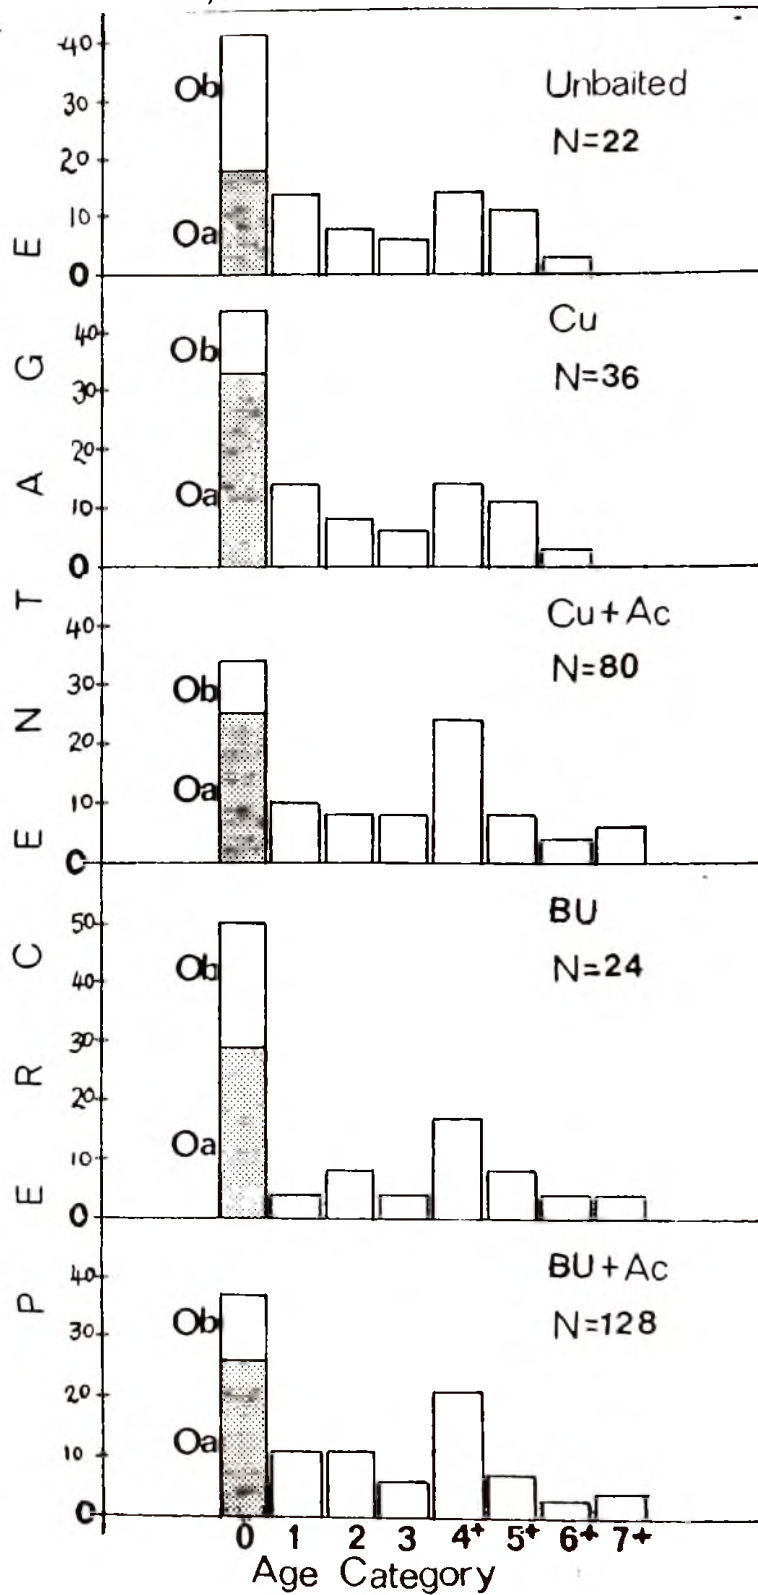 PERCENTAGE
40
30
20
10
0
Ob
Oa
Unbaited
N=22
40
30
20
10
0
Ob
Oa
Cu
N=36
40
30
20
10
0
Ob
Oa
Cu+Ac
N=80
50
40
30
20
10
0
Ob
Oa
BU
N=24
40
30
20
10
0
Ob
Oa
BU+Ac
N=128
0 1 2 3 4+ 5+ 6+ 7+
Age Category